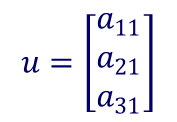 u = [a₁₁
a₂₁
a₃₁]